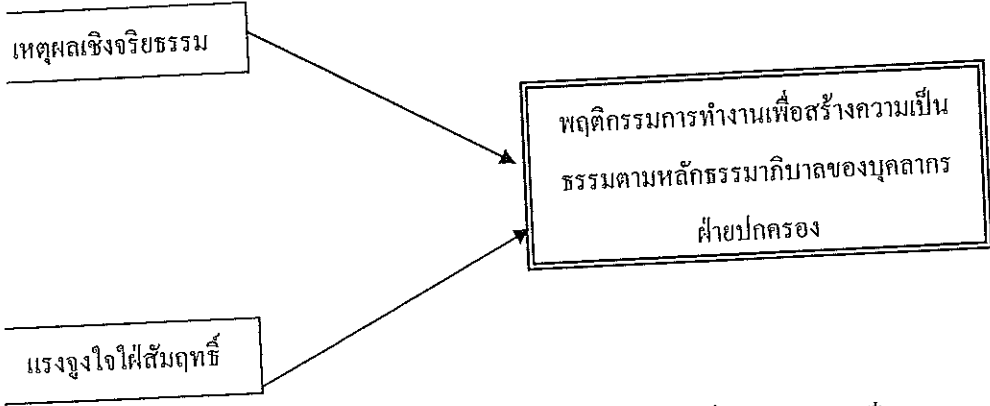 เหตุผลเชิงจริยธรรม
พฤติกรรมการทำงานเพื่อสร้างความเป็น
ธรรมตามหลักธรรมาภิบาลของบุคลากร
ฝ่ายปกครอง
แรงจูงใจใฝ่สัมฤทธิ์